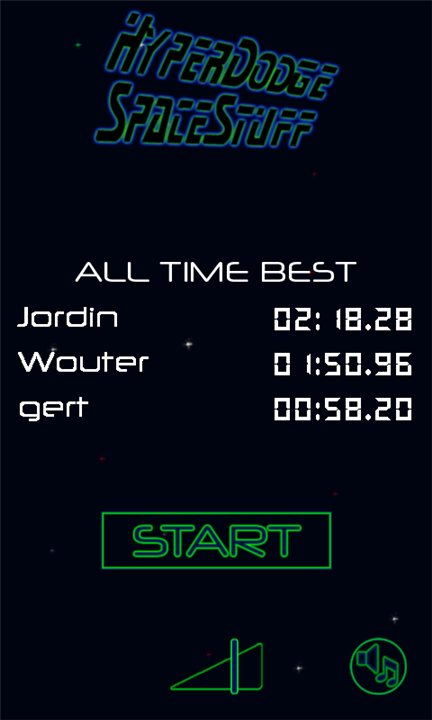 HYPERDODGE
SPACESTUFF
ALL TIME BEST
Jordin 02:18.28
Wouter 01:50.96
gert 00:58.20
START